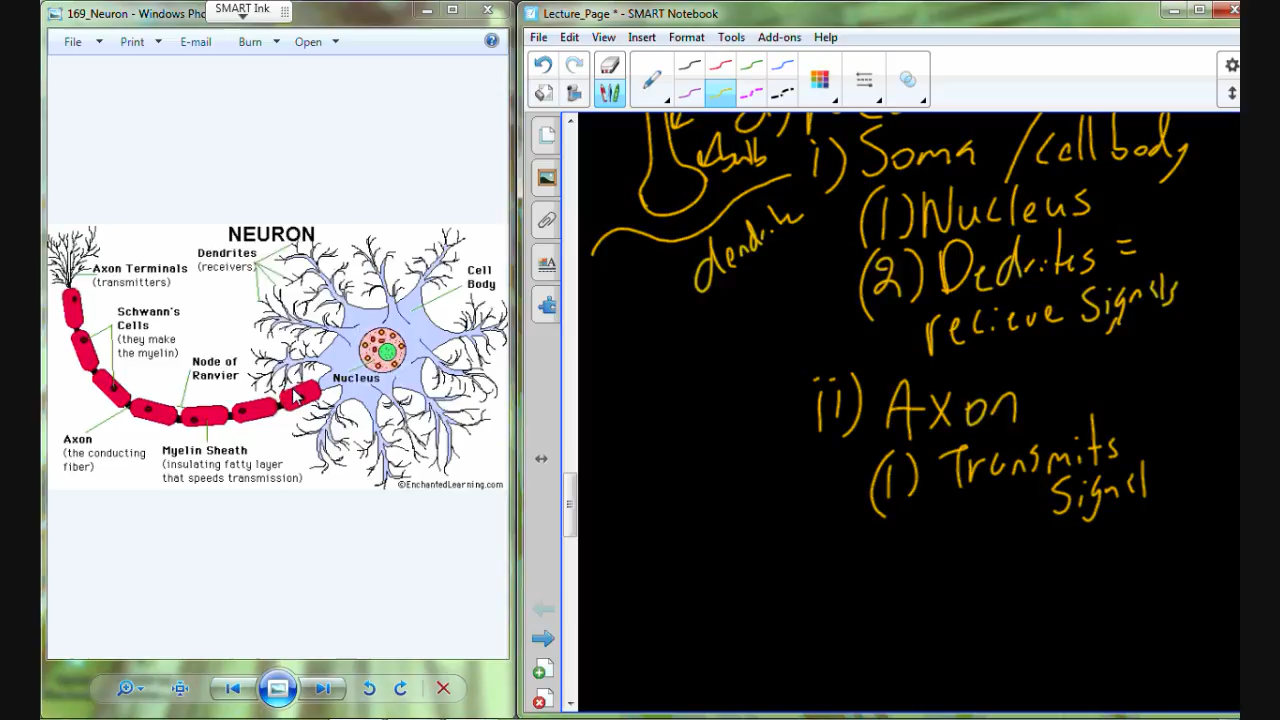 169_Neuron - Windows Pho
SMART Ink
File Print E-mail Burn Open
NEURON
Dendrites
(receivers)
Cell
Body
Axon Terminals
(transmitters)
Schwann's
Cells
(they make
the myelin)
Node of
Ranvier
Nucleus
Axon
(the conducting
fiber)
Myelin Sheath
(insulating fatty layer
that speeds transmission)
©EnchantedLearning.com
Lecture_Page * - SMART Notebook
File Edit View Insert Format Tools Add-ons Help
i) Soma / cell body
(1) Nucleus
(2) Dedrites =
relieve Signals
dendrite
ii) Axon
(1) Transmits
Signal